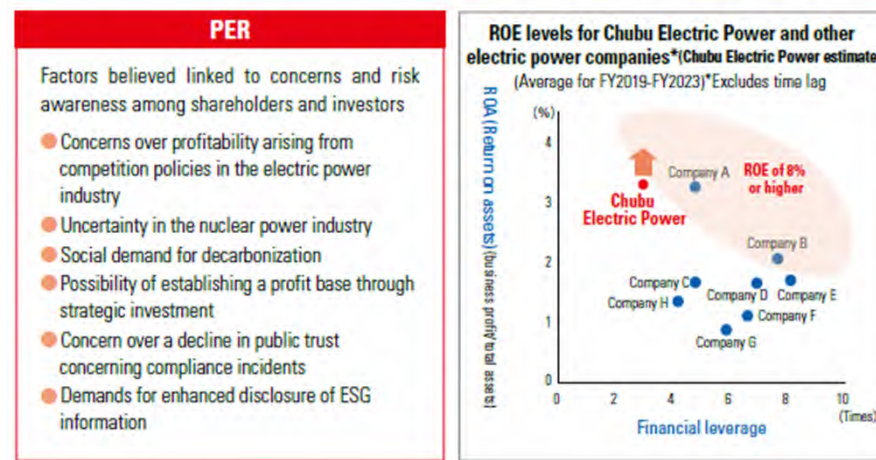 PER
Factors believed linked to concerns and risk
awareness among shareholders and investors
Concerns over profitability arising from
competition policies in the electric power
industry
Uncertainty in the nuclear power industry
Social demand for decarbonization
Possibility of establishing a profit base through
strategic investment
Concern over a decline in public trust
concerning compliance incidents
Demands for enhanced disclosure of ESG
information
ROE levels for Chubu Electric Power and other
electric power companies*(Chubu Electric Power estimate
(Average for FY2019-FY2023)*Excludes time lag
ROA (Return on assets) (business profit/total assets)
(%)
4
3
2
1
0
Company A
ROE of 8%
or higher
Chubu
Electric Power
Company B
Company C
Company D
Company E
Company H
Company F
Company G
0
2
4
6
8
10
(Times)
Financial leverage